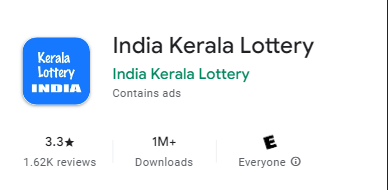 India Kerala Lottery
Kerala
Lottery
INDIA
India Kerala Lottery
Contains ads
3.3★
1M+
E
1.62K reviews
Downloads
Everyone ⓘ